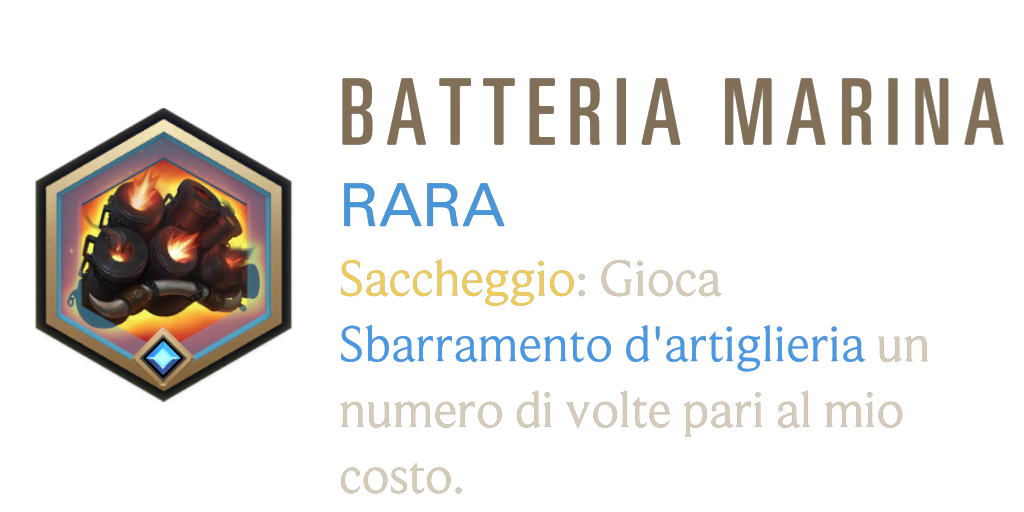 BATTERIA MARINA
RARA
Saccheggio: Gioca
Sbarramento d'artiglieria un
numero di volte pari al mio
costo.